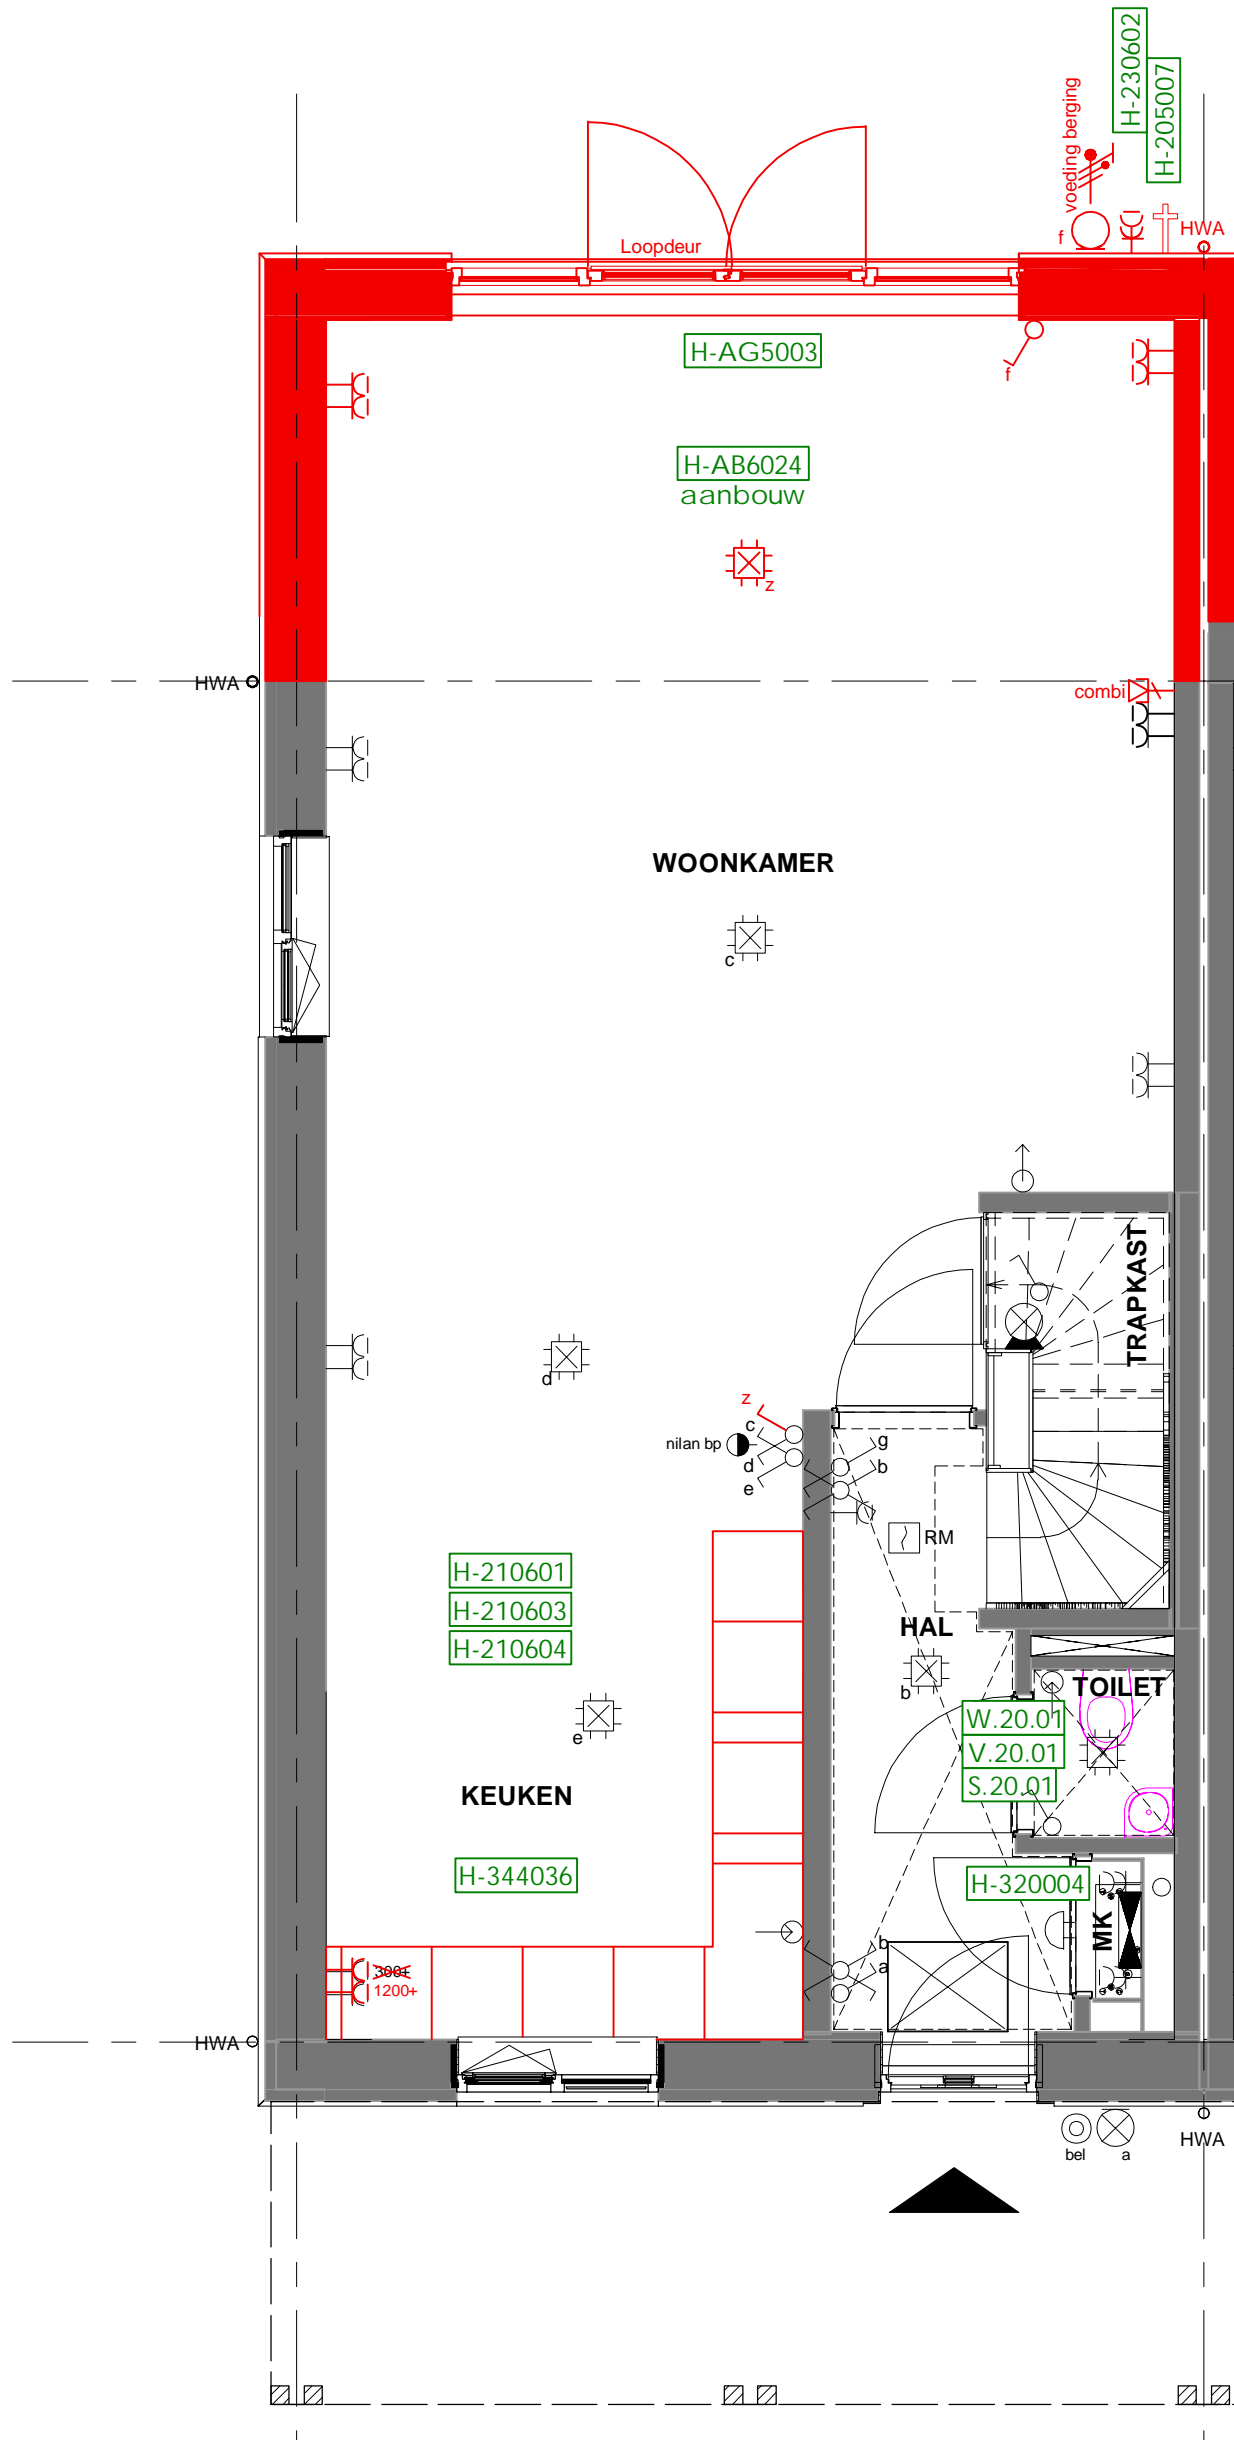 H-230602
H-205007
voeding berging
f
HWA
Loopdeur
H-AG5003
f
H-AB6024
aanbouw
z
HWA
combi
WOONKAMER
c
TRAPKAST
d
z
c
nilan bp
d
e
g
b
RM
H-210601
H-210603
H-210604
HAL
b
TOILET
W.20.01
V.20.01
S.20.01
e
KEUKEN
H-344036
H-320004
MK
b
a
300+
1200+
HWA
bel
a
HWA